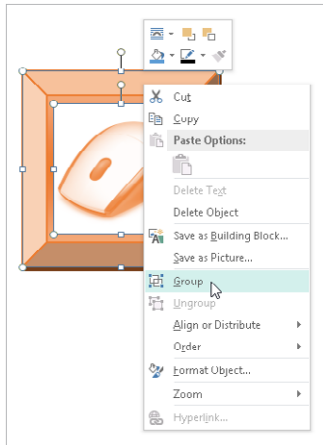 Cut
Copy
Paste Options:
Delete Text
Delete Object
Save as Building Block...
Save as Picture...
Group
Ungroup
Align or Distribute
Order
Format Object...
Zoom
Hyperlink...